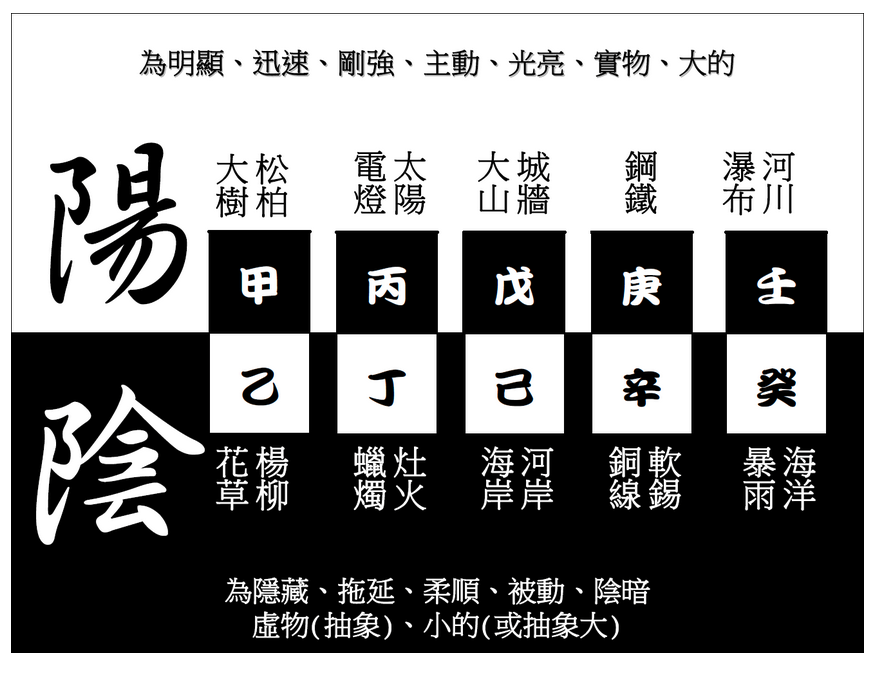 為明顯、迅速、剛強、主動、光亮、實物、大的
陽
松柏
大樹
太陽
電燈
城牆
大山
鋼鐵
河川
瀑布
甲
丙
戊
庚
壬
乙
丁
己
辛
癸
陰
楊柳
花草
灶火
蠟燭
河岸
海岸
軟錫
銅線
海洋
暴雨
為隱藏、拖延、柔順、被動、陰暗
虛物(抽象)、小的(或抽象大)